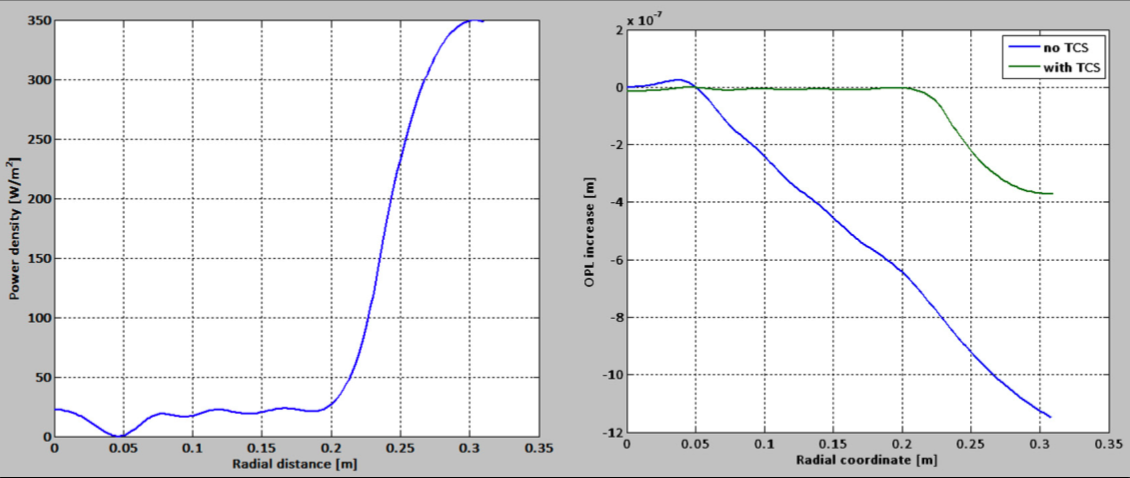 350
300
250
200
150
100
50
0
0 0.05 0.1 0.15 0.2 0.25 0.3 0.35
Power density [W/m²]
Radial distance [m]
x 10⁻⁷
2
0
-2
-4
-6
-8
-10
-12
0 0.05 0.1 0.15 0.2 0.25 0.3 0.35
OPL increase [m]
Radial coordinate [m]
no TCS
with TCS